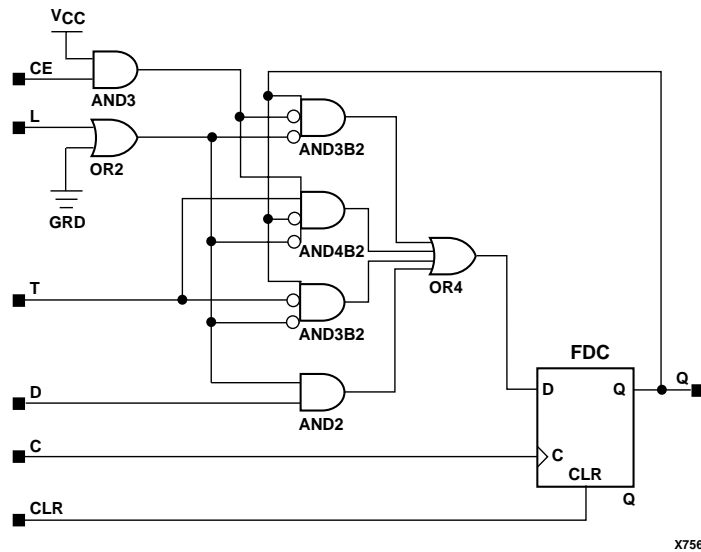 VCC
CE
AND3
L
OR2
GRD
AND3B2
AND4B2
T
AND3B2
OR4
D
AND2
FDC
D
Q
Q
C
C
CLR
Q
CLR
X756